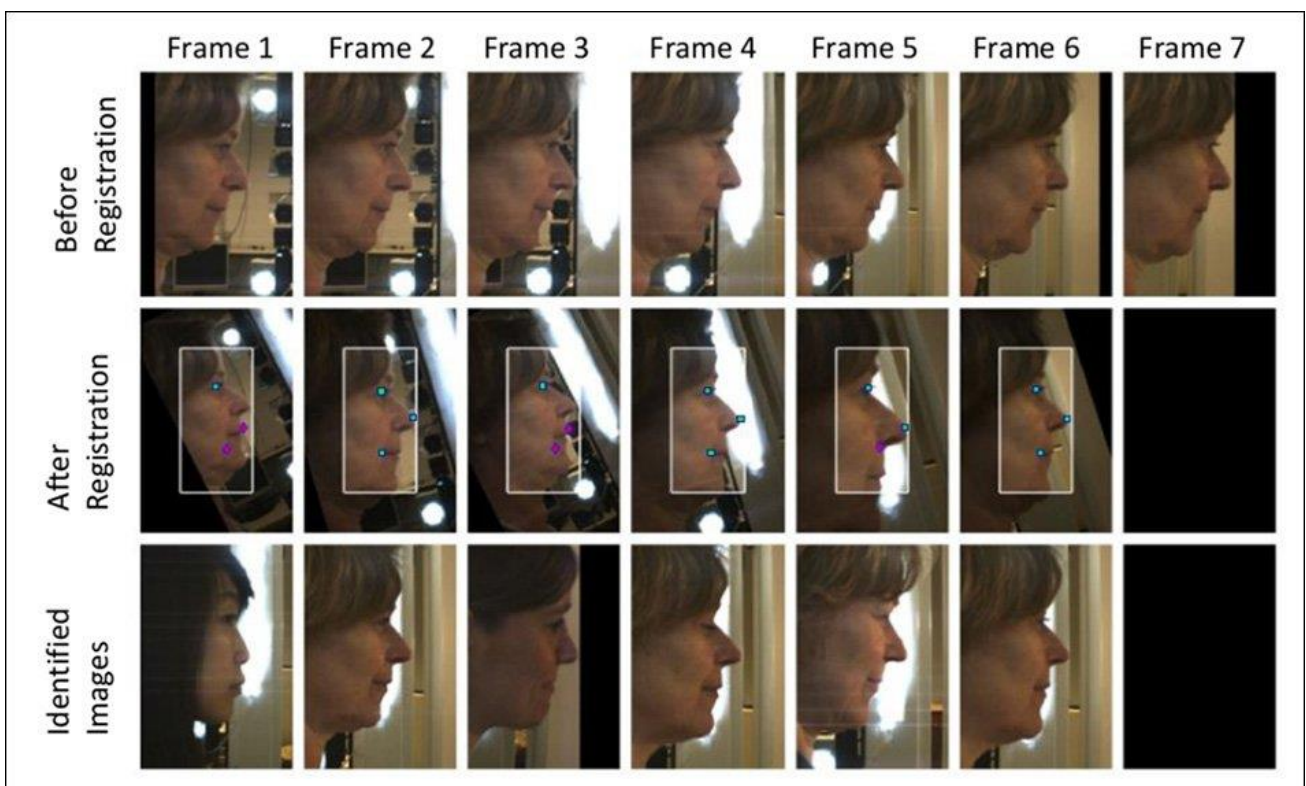 Frame 1 Frame 2 Frame 3 Frame 4 Frame 5 Frame 6 Frame 7
Before
Registration
After
Registration
Identified
Images